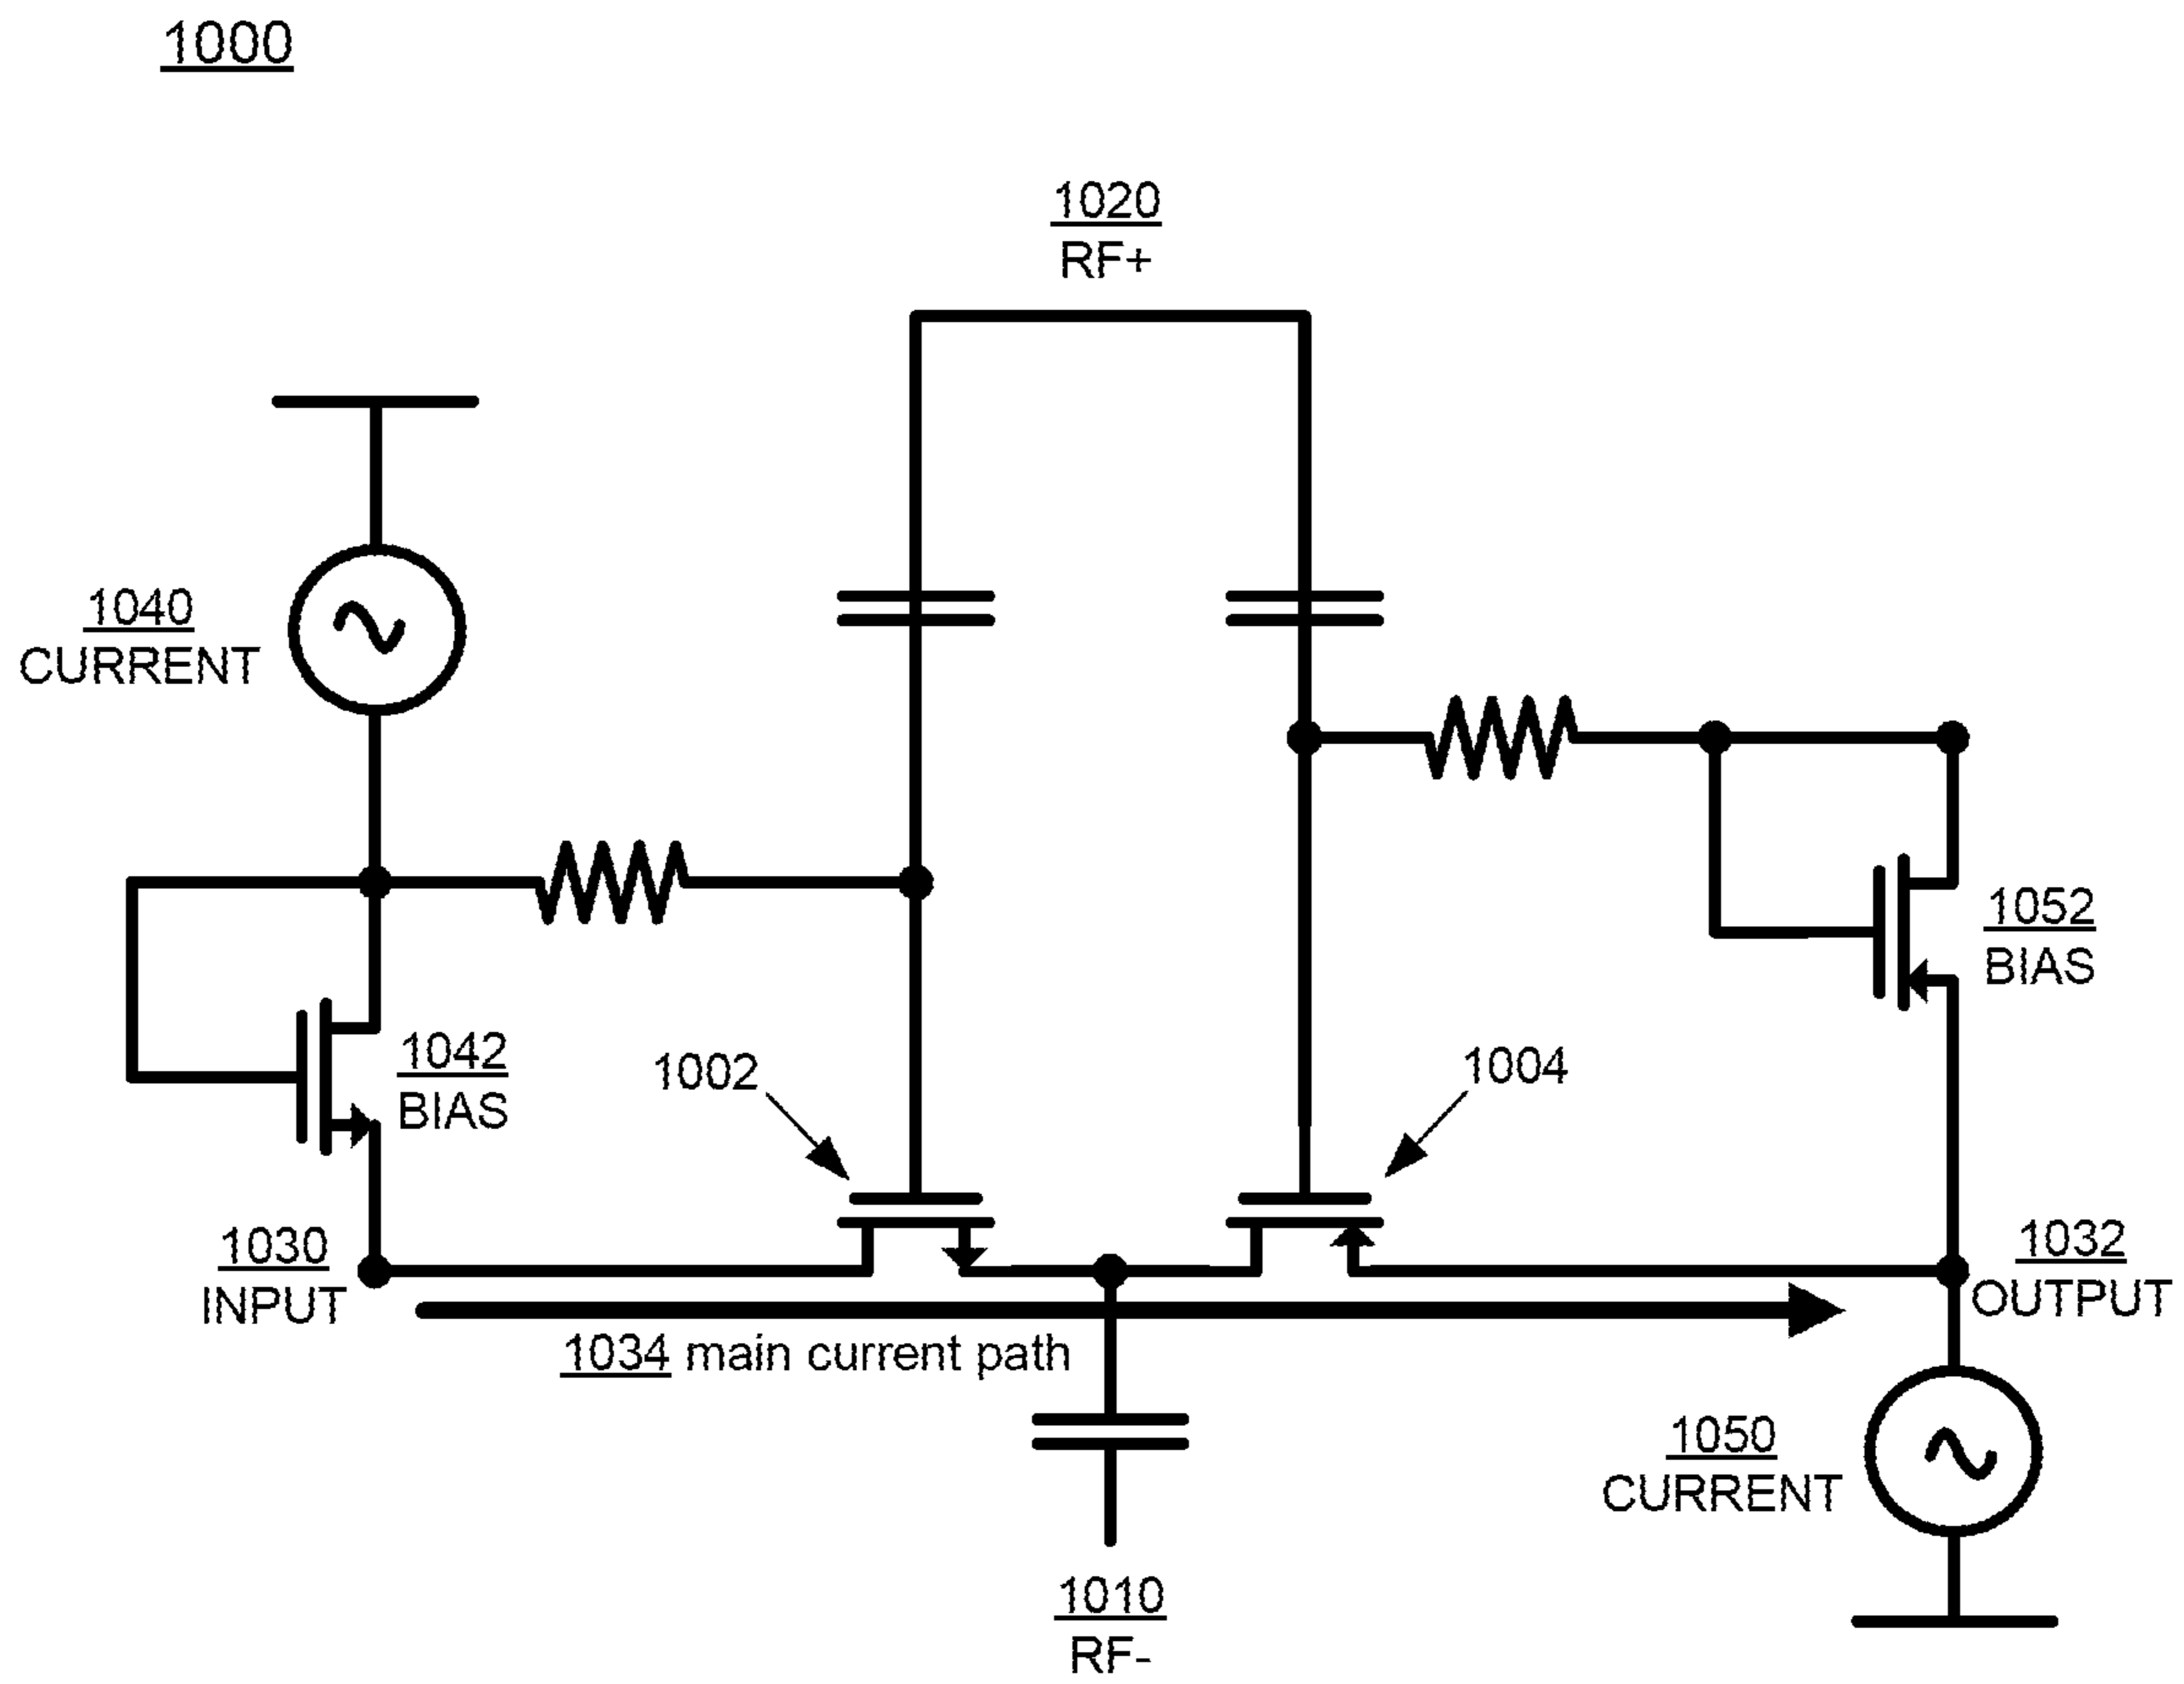 1000
1020
RF+
1040
CURRENT
1052
BIAS
1042
BIAS
1002
1004
1030
INPUT
1032
OUTPUT
1034 main current path
1050
CURRENT
1010
RF-